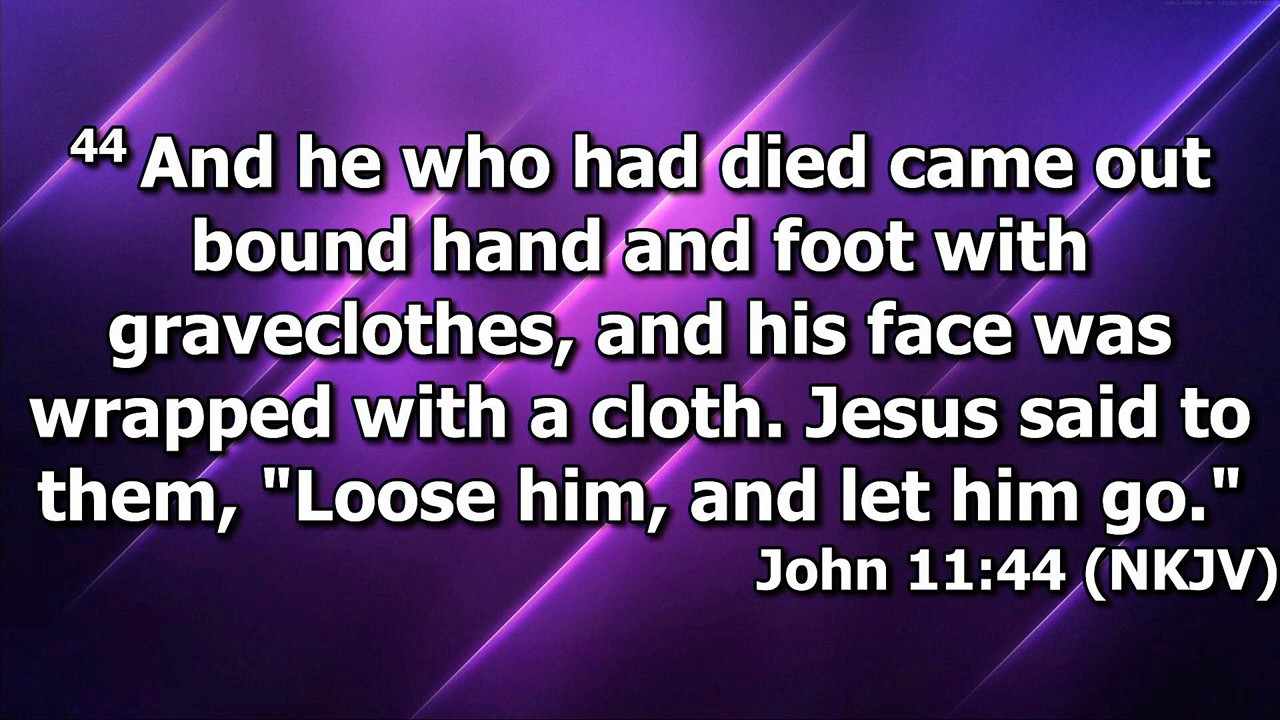 44 And he who had died came out
bound hand and foot with
graveclothes, and his face was
wrapped with a cloth. Jesus said to
them, "Loose him, and let him go."
John 11:44 (NKJV)